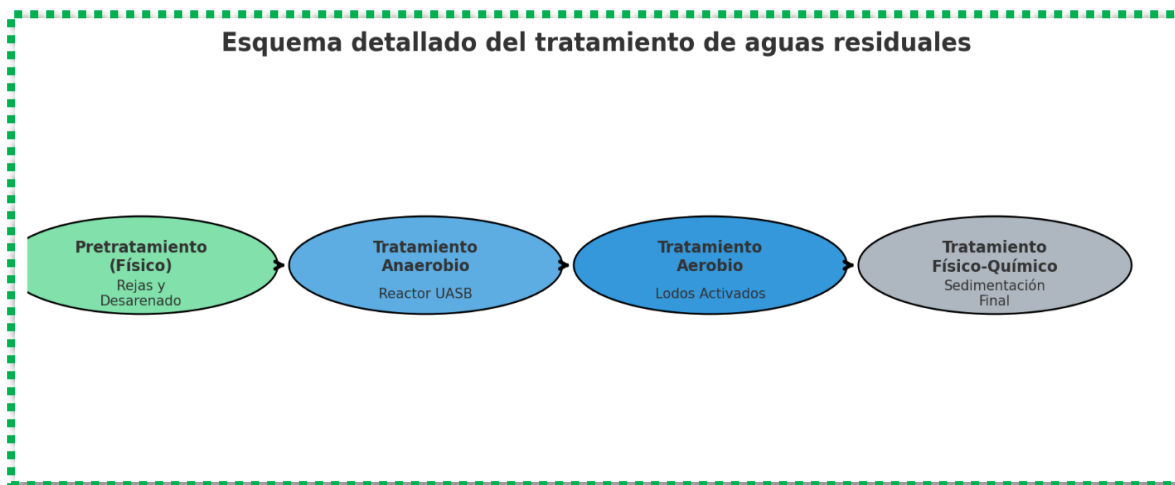 Esquema detallado del tratamiento de aguas residuales
Pretratamiento
(Físico)
Rejas y
Desarenado
Tratamiento
Anaerobio
Reactor UASB
Tratamiento
Aerobio
Lodos Activados
Tratamiento
Físico-Químico
Sedimentación
Final